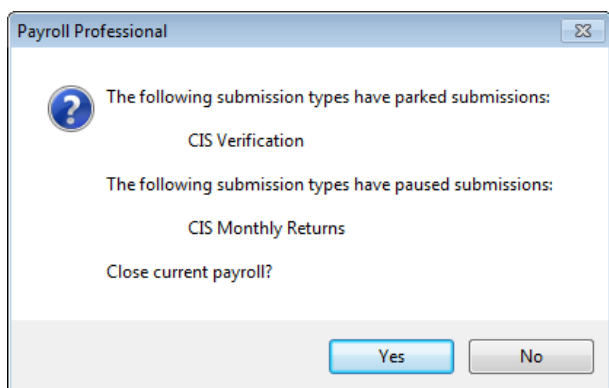 Payroll Professional
The following submission types have parked submissions:
CIS Verification
The following submission types have paused submissions:
CIS Monthly Returns
Close current payroll?
Yes No